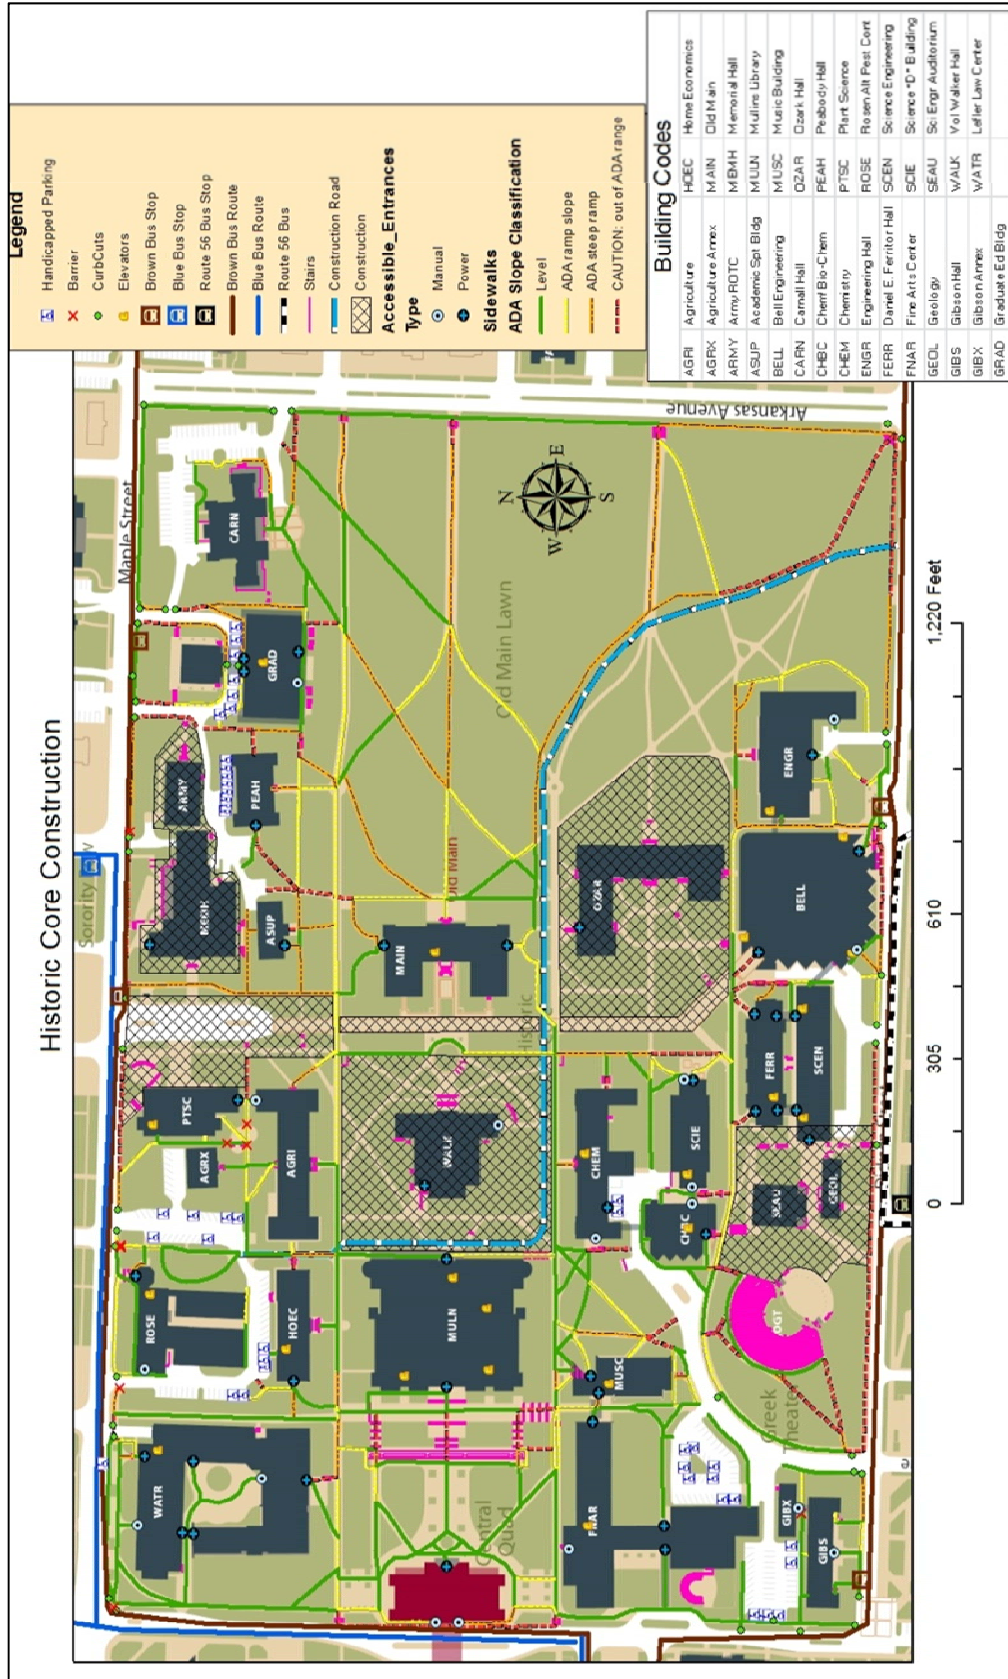 Historic Core Construction
Legend
Handicapped Parking
Barrier
CurbCuts
Elevators
Brown Bus Stop
Blue Bus Stop
Route 56 Bus Stop
Brown Bus Route
Blue Bus Route
Route 56 Bus
Stairs
Construction Road
Construction
Accessible_Entrances
Type
Manual
Power
Sidewalks
ADA Slope Classification
Level
ADA ramp slope
ADA steep ramp
CAUTION: out of ADA range
Building Codes
AGRI Agriculture HOEC Home Economics
AGRX Agriculture Annex MAIN Old Main
ARMY Army ROTC MEMH Memorial Hall
ASUP Academic Sprt Bldg MULN Mullins Library
BELL Bell Engineering MUSC Music Building
CARN Carnall Hall OZAR Ozark Hall
CHBC Chem Bio-Chem PEAH Peabody Hall
CHEM Chemistry PTSC Plant Science
ENGR Engineering Hall ROSE Rosen Alt Pest Cont
FERR Daniel E. Ferritor Hall SCEN Science Engineering
FNAR Fine Arts Center SCIE Science "D" Building
GEOL Geology SEAU Sci Engr Auditorium
GIBS Gibson Hall WALK Vol Walker Hall
GIBX Gibson Annex WATR Leflar Law Center
GRAD Graduate Ed Bldg
Maple Street
Arkansas Avenue
Sorority
Old Main Lawn
Old Main
Historic
Central
Quad
Greek
Theater
N
E
S
W
CARN
GRAD
ARMY
PEAH
MEMH
ASUP
MAIN
OZAR
ENGR
BELL
PTSC
AGRX
AGRI
WALK
CHEM
SCIE
FERR
SCEN
CHBC
SEAU
GEOL
ROSE
HOEC
MULN
MUSC
OGT
WATR
FNAR
GIBX
GIBS
0 305 610 1,220 Feet